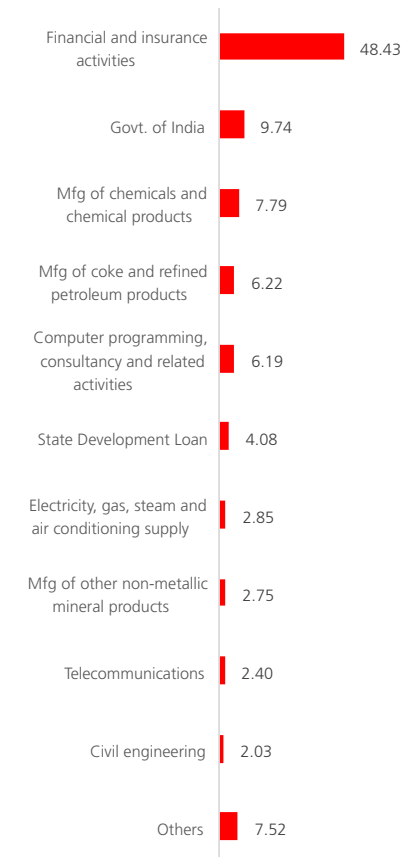 Financial and insurance
activities
48.43
Govt. of India
9.74
Mfg of chemicals and
chemical products
7.79
Mfg of coke and refined
petroleum products
6.22
Computer programming,
consultancy and related
activities
6.19
State Development Loan
4.08
Electricity, gas, steam and
air conditioning supply
2.85
Mfg of other non-metallic
mineral products
2.75
Telecommunications
2.40
Civil engineering
2.03
Others
7.52